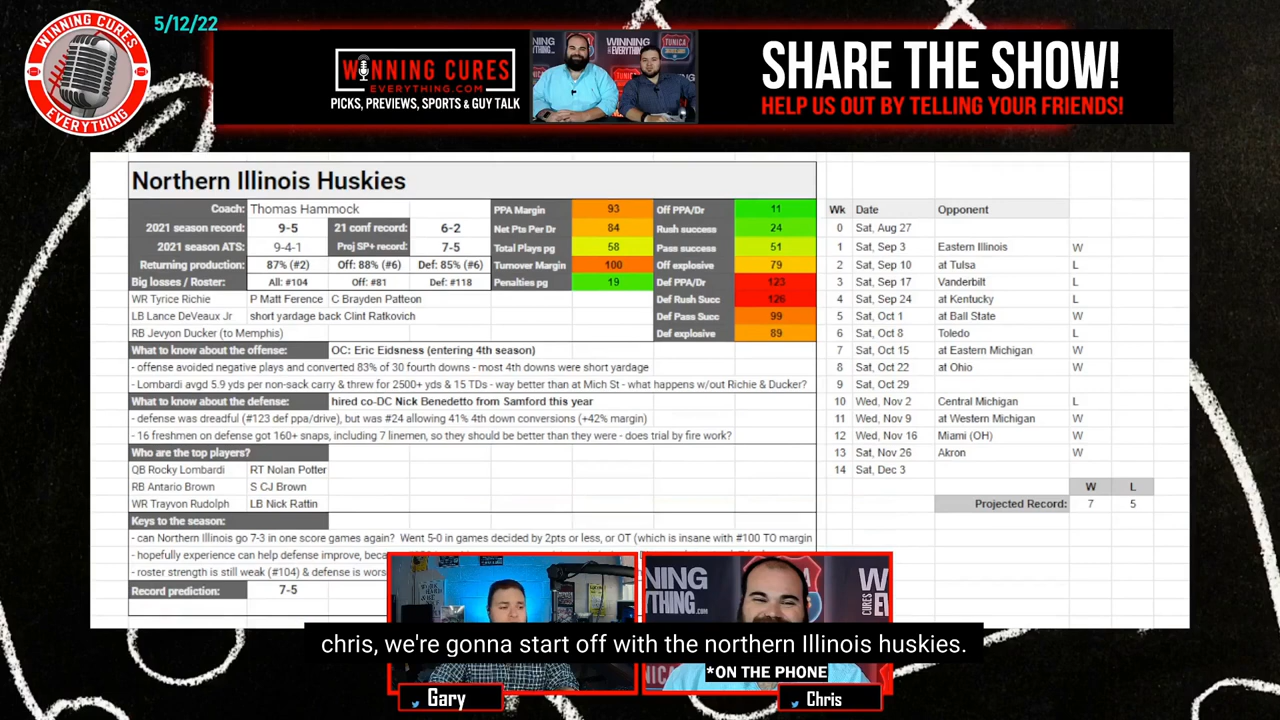 5/12/22
WINNING CURES
EVERYTHING
WINNING CURES
EVERYTHING.COM
PICKS, PREVIEWS, SPORTS & GUY TALK
WINNING
TUNICA
SHARE THE SHOW!
HELP US OUT BY TELLING YOUR FRIENDS!
Northern Illinois Huskies
Coach: Thomas Hammock PPA Margin 93 Off PPA/Dr 11
2021 season record: 9-5 21 conf record: 6-2 Net Pts Per Dr 84 Rush success 24
2021 season ATS: 9-4-1 Proj SP+ record: 7-5 Total Plays pg 58 Pass success 51
Returning production: 87% (#2) Off: 88% (#6) Def: 85% (#6) Turnover Margin 100 Off explosive 79
Big losses / Roster: All: #104 Off: #81 Def: #118 Penalties pg 19 Def PPA/Dr 123
WR Tyrice Richie P Matt Ference C Brayden Patteon Def Rush Succ 126
LB Lance DeVeaux Jr short yardage back Clint Ratkovich Def Pass Succ 99
RB Jevyon Ducker (to Memphis) Def explosive 89
What to know about the offense: OC: Eric Eidsness (entering 4th season)
- offense avoided negative plays and converted 83% of 30 fourth downs - most 4th downs were short yardage
- Lombardi avgd 5.9 yds per non-sack carry & threw for 2500+ yds & 15 TDs - way better than at Mich St - what happens w/out Richie & Ducker?
What to know about the defense: hired co-DC Nick Benedetto from Samford this year
- defense was dreadful (#123 def ppa/drive), but was #24 allowing 41% 4th down conversions (+42% margin)
- 16 freshmen on defense got 160+ snaps, including 7 linemen, so they should be better than they were - does trial by fire work?
Who are the top players?
QB Rocky Lombardi RT Nolan Potter
RB Antario Brown S CJ Brown
WR Trayvon Rudolph LB Nick Rattin
Keys to the season:
- can Northern Illinois go 7-3 in one score games again? Went 5-0 in games decided by 2pts or less, or OT (which is insane with #100 TO margin
- hopefully experience can help defense improve, beca
- roster strength is still weak (#104) & defense is wors
Record prediction: 7-5
Wk Date Opponent
0 Sat, Aug 27
1 Sat, Sep 3 Eastern Illinois W
2 Sat, Sep 10 at Tulsa L
3 Sat, Sep 17 Vanderbilt L
4 Sat, Sep 24 at Kentucky L
5 Sat, Oct 1 at Ball State W
6 Sat, Oct 8 Toledo L
7 Sat, Oct 15 at Eastern Michigan W
8 Sat, Oct 22 at Ohio W
9 Sat, Oct 29
10 Wed, Nov 2 Central Michigan L
11 Wed, Nov 9 at Western Michigan W
12 Wed, Nov 16 Miami (OH) W
13 Sat, Nov 26 Akron W
14 Sat, Dec 3
W L
Projected Record: 7 5
chris, we're gonna start off with the northern Illinois huskies.
*ON THE PHONE
Gary
Chris